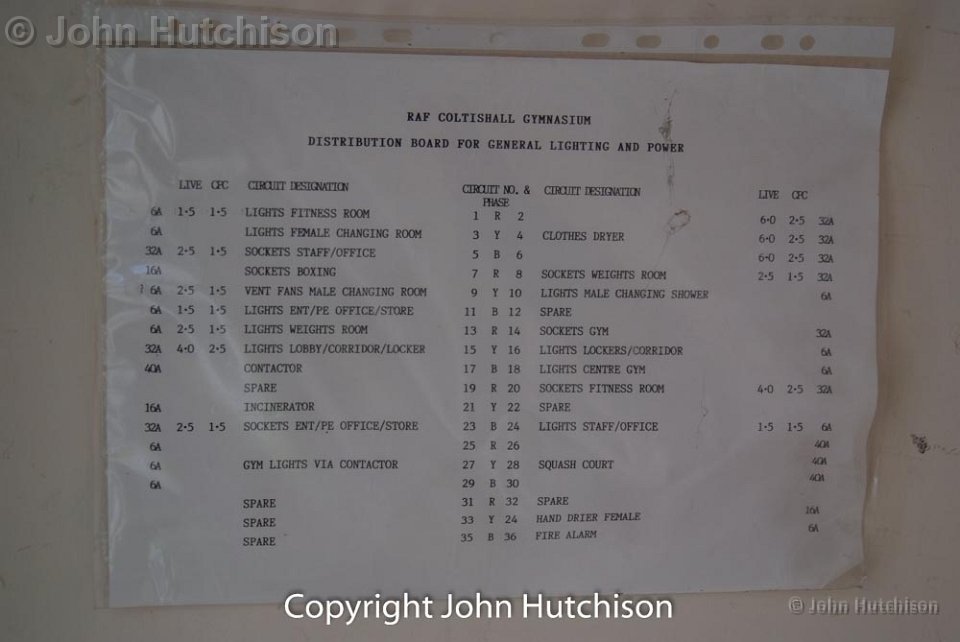 © John Hutchison
RAF COLTISHALL GYMNASIUM
DISTRIBUTION BOARD FOR GENERAL LIGHTING AND POWER
LIVE CPC CIRCUIT DESIGNATION CIRCUIT NO. & CIRCUIT DESIGNATION LIVE CPC
PHASE
6A 1·5 1·5 LIGHTS FITNESS ROOM 1 R 2 6·0 2·5 32A
6A LIGHTS FEMALE CHANGING ROOM 3 Y 4 CLOTHES DRYER 6·0 2·5 32A
32A 2·5 1·5 SOCKETS STAFF/OFFICE 5 B 6 6·0 2·5 32A
16A SOCKETS BOXING 7 R 8 SOCKETS WEIGHTS ROOM 2·5 1·5 32A
6A 2·5 1·5 VENT FANS MALE CHANGING ROOM 9 Y 10 LIGHTS MALE CHANGING SHOWER 6A
6A 1·5 1·5 LIGHTS ENT/PE OFFICE/STORE 11 B 12 SPARE
6A 2·5 1·5 LIGHTS WEIGHTS ROOM 13 R 14 SOCKETS GYM 32A
32A 4·0 2·5 LIGHTS LOBBY/CORRIDOR/LOCKER 15 Y 16 LIGHTS LOCKERS/CORRIDOR 6A
40A CONTACTOR 17 B 18 LIGHTS CENTRE GYM 6A
SPARE 19 R 20 SOCKETS FITNESS ROOM 4·0 2·5 32A
16A INCINERATOR 21 Y 22 SPARE
32A 2·5 1·5 SOCKETS ENT/PE OFFICE/STORE 23 B 24 LIGHTS STAFF/OFFICE 1·5 1·5 6A
6A 25 R 26 40A
6A GYM LIGHTS VIA CONTACTOR 27 Y 28 SQUASH COURT 40A
6A 29 B 30 40A
SPARE 31 R 32 SPARE
SPARE 33 Y 24 HAND DRIER FEMALE 16A
SPARE 35 B 36 FIRE ALARM 6A
Copyright John Hutchison
© John Hutchison